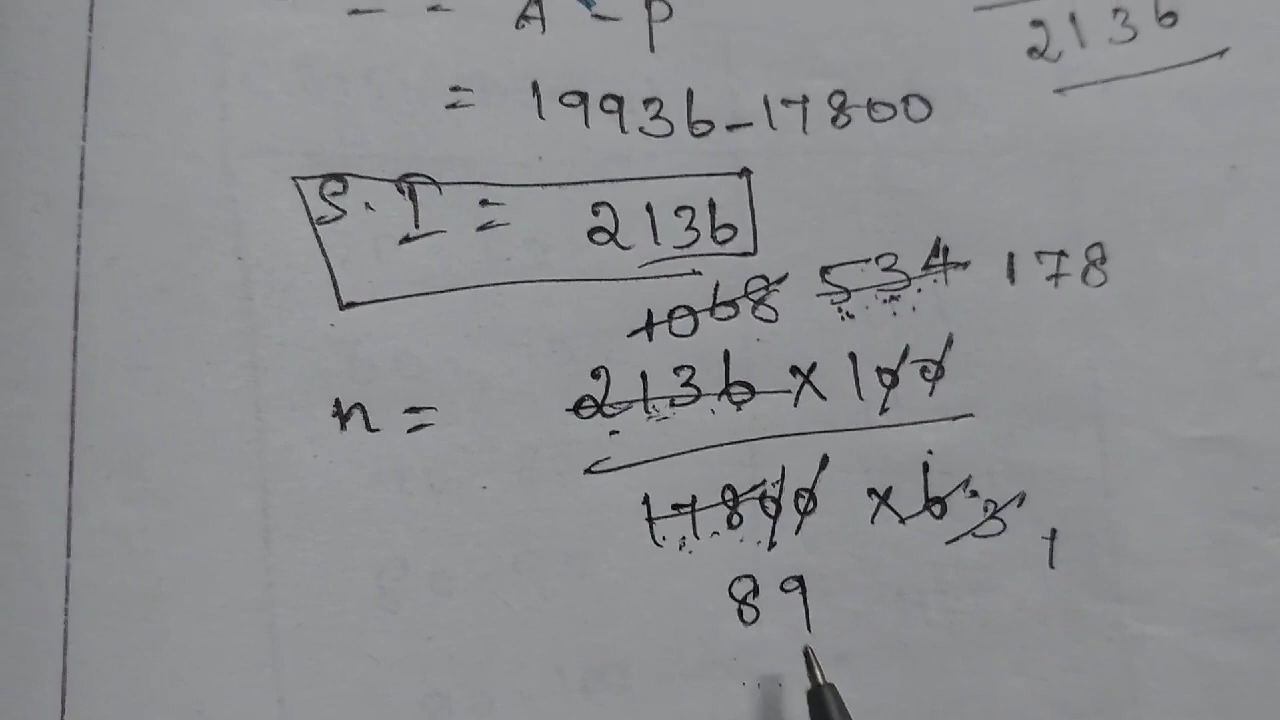 - - A - P
2136
= 19936-17800
S.I = 2136
1068 534 178
n = 2136 × 100
17800 × 6 3 1
89